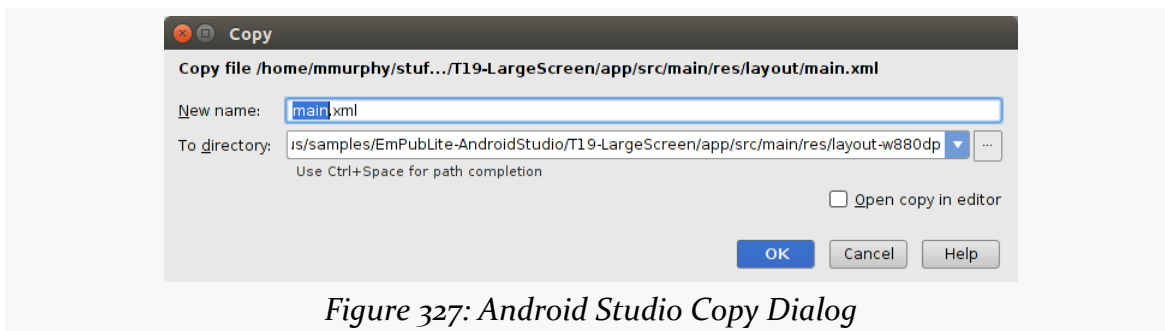 Copy
Copy file /home/mmurphy/stuf.../T19-LargeScreen/app/src/main/res/layout/main.xml
New name: main.xml
To directory: us/samples/EmPubLite-AndroidStudio/T19-LargeScreen/app/src/main/res/layout-w880dp ...
Use Ctrl+Space for path completion
Open copy in editor
OK Cancel Help
Figure 327: Android Studio Copy Dialog